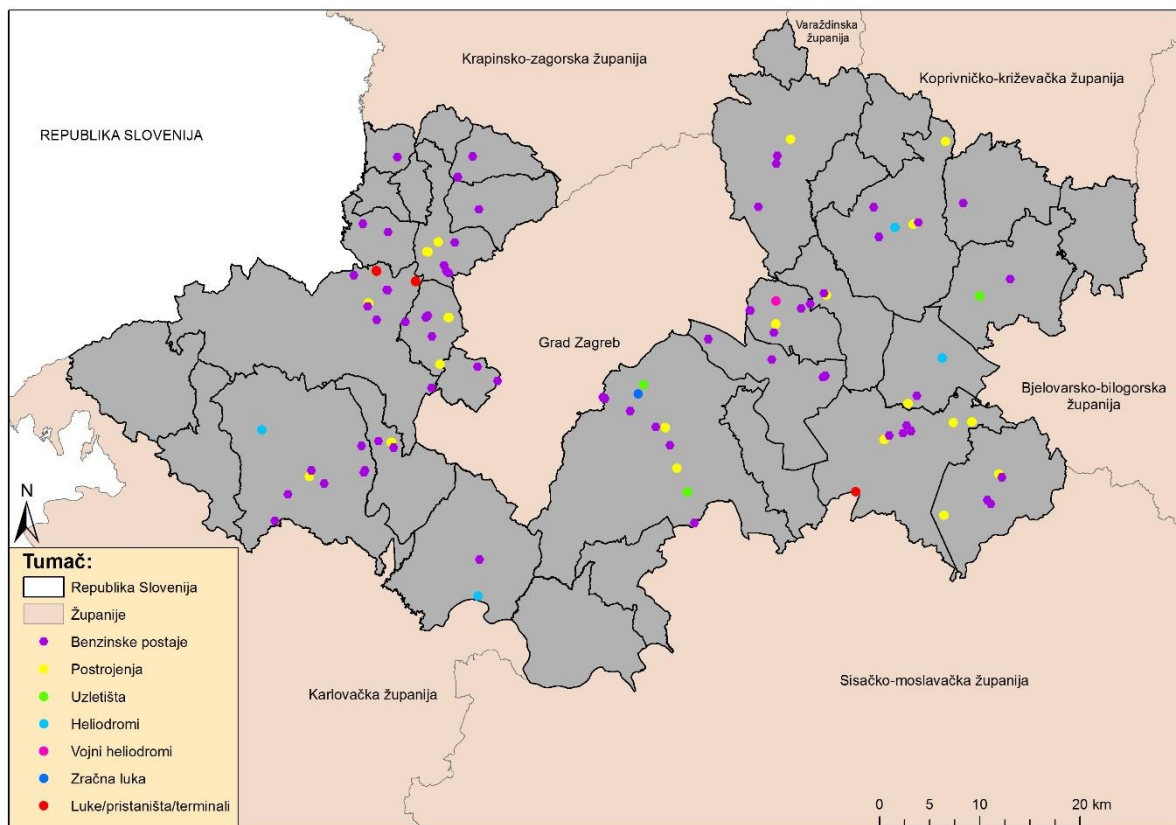 Varaždinska
županija
Krapinsko-zagorska županija
Koprivničko-križevačka županija
REPUBLIKA SLOVENIJA
Grad Zagreb
Bjelovarsko-bilogorska
županija
N
Tumač:
Republika Slovenija
Županije
Benzinske postaje
Postrojenja
Uzletišta
Heliodromi
Vojni heliodromi
Zračna luka
Luke/pristaništa/terminali
Karlovačka županija
Sisačko-moslavačka županija
0 5 10 20 km